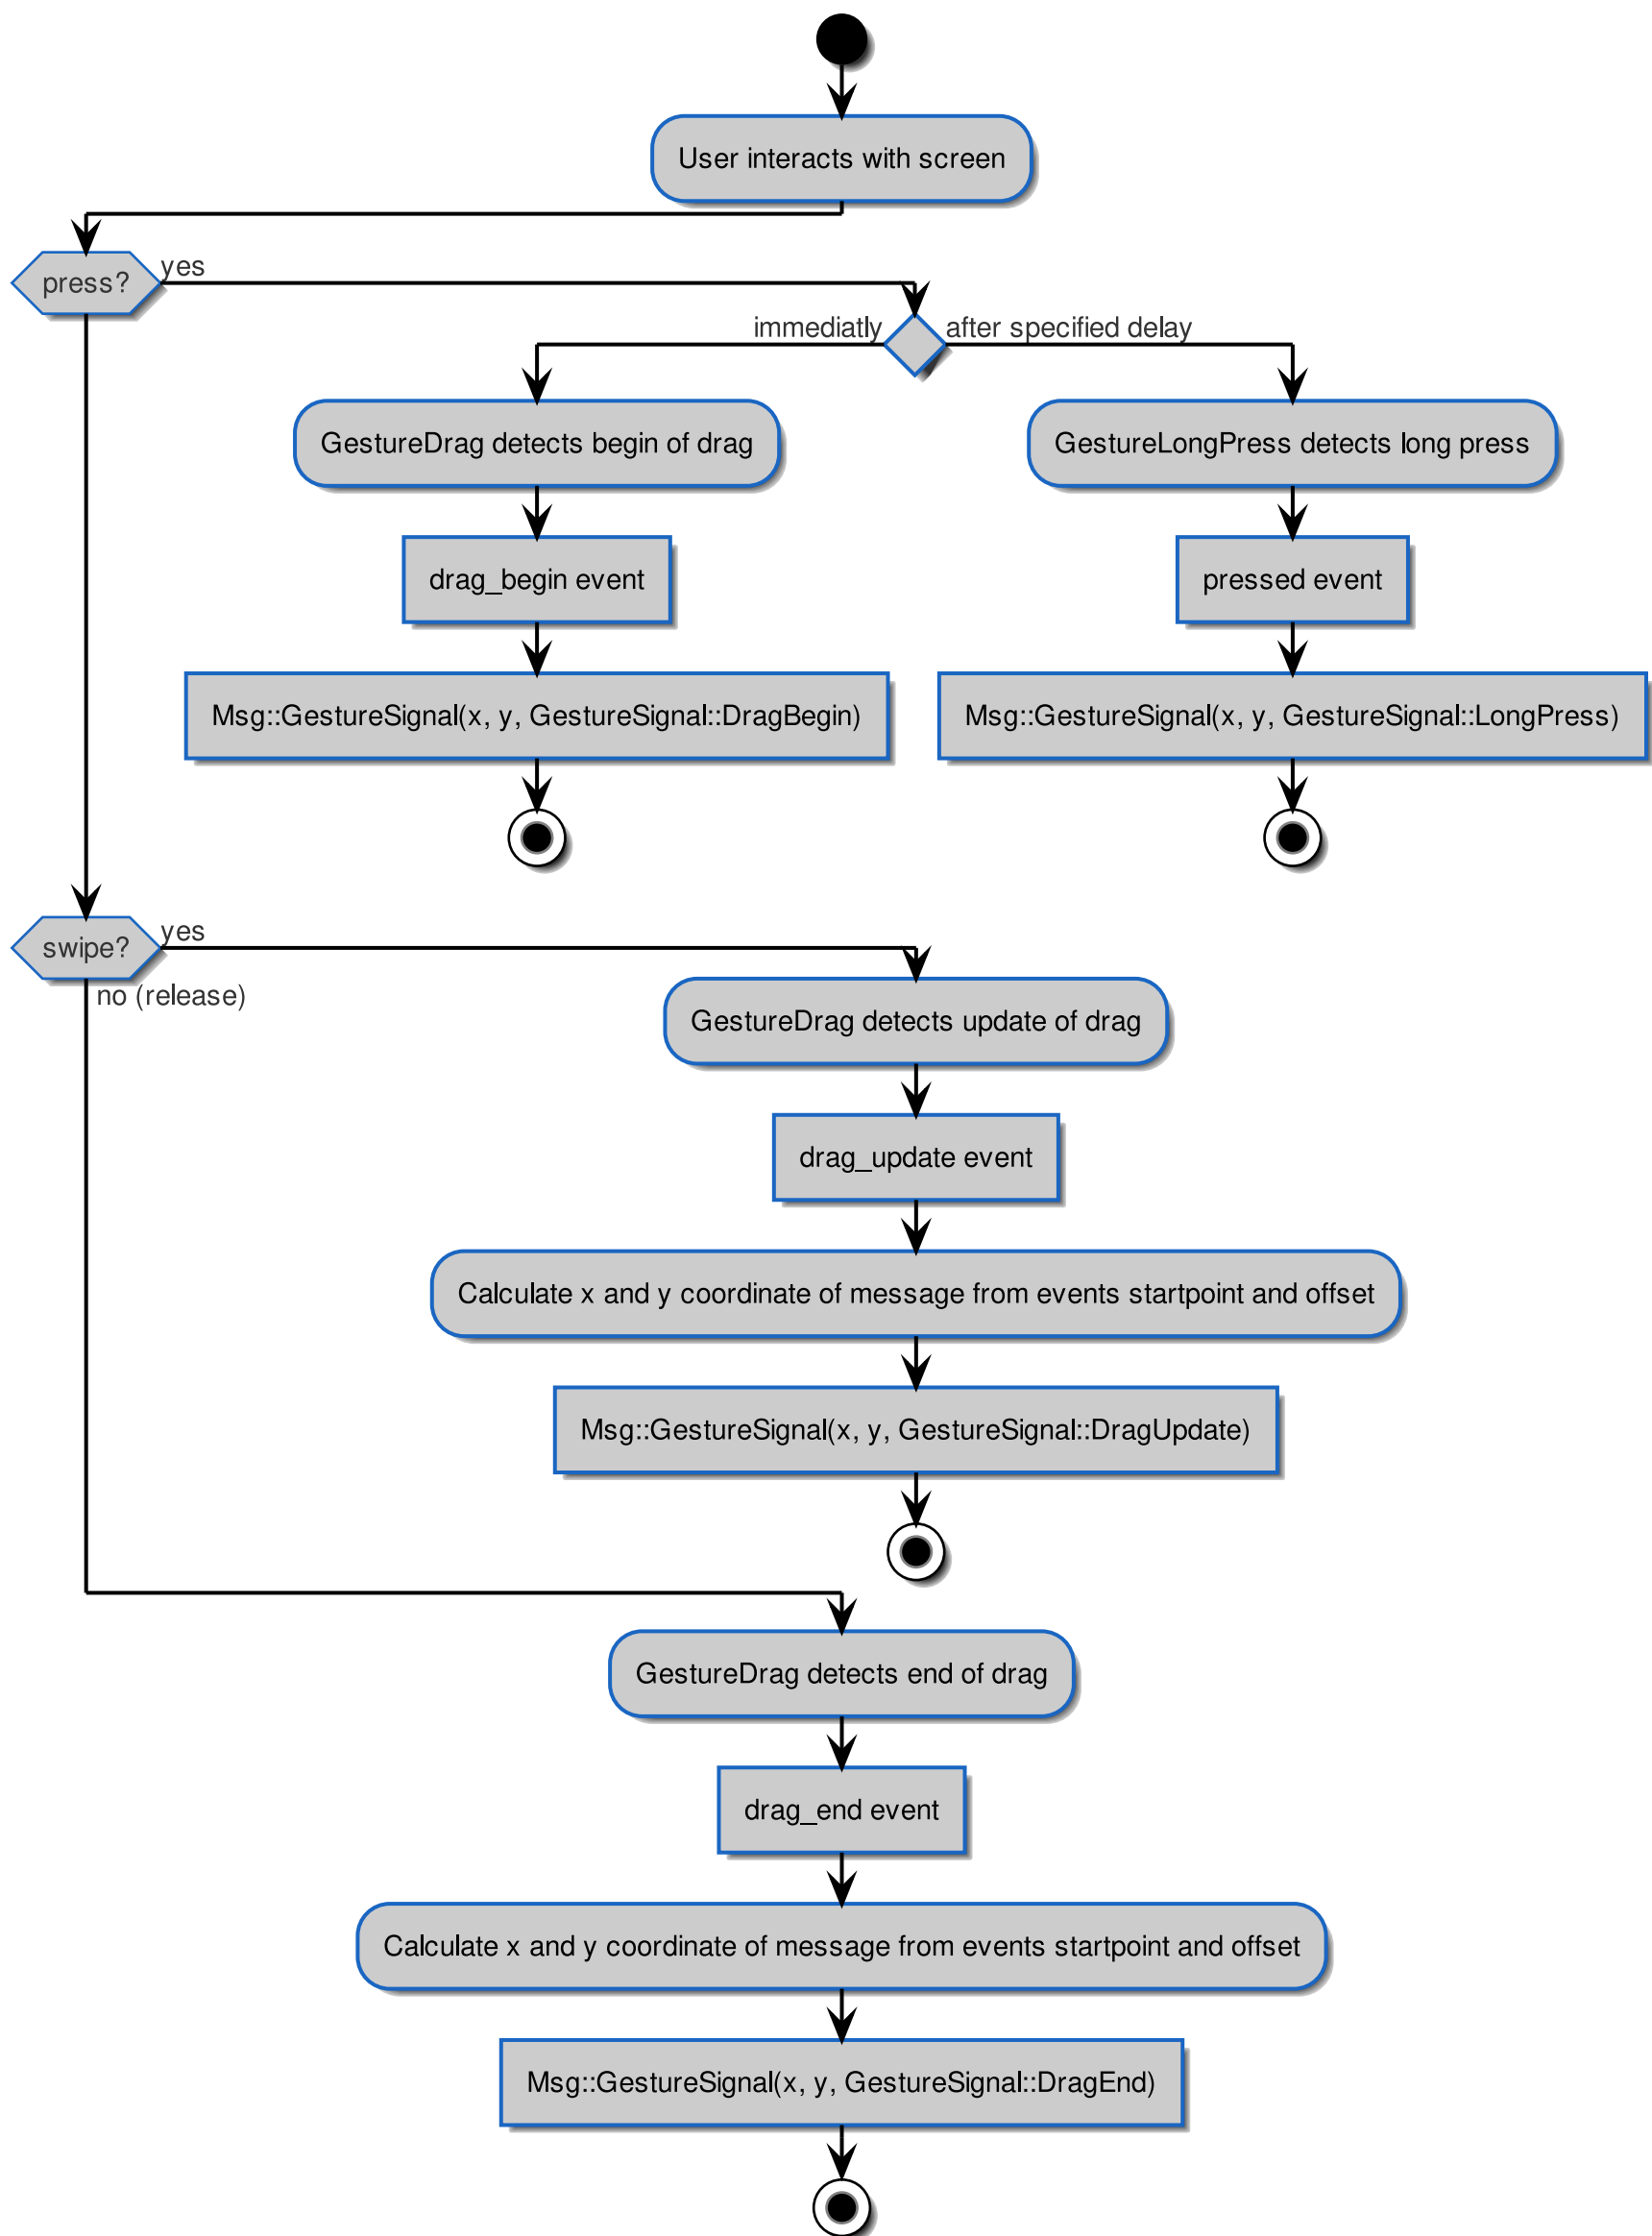 User interacts with screen
press?
yes
immediatly
after specified delay
GestureDrag detects begin of drag
GestureLongPress detects long press
drag_begin event
pressed event
Msg::GestureSignal(x, y, GestureSignal::DragBegin)
Msg::GestureSignal(x, y, GestureSignal::LongPress)
swipe?
yes
no (release)
GestureDrag detects update of drag
drag_update event
Calculate x and y coordinate of message from events startpoint and offset
Msg::GestureSignal(x, y, GestureSignal::DragUpdate)
GestureDrag detects end of drag
drag_end event
Calculate x and y coordinate of message from events startpoint and offset
Msg::GestureSignal(x, y, GestureSignal::DragEnd)